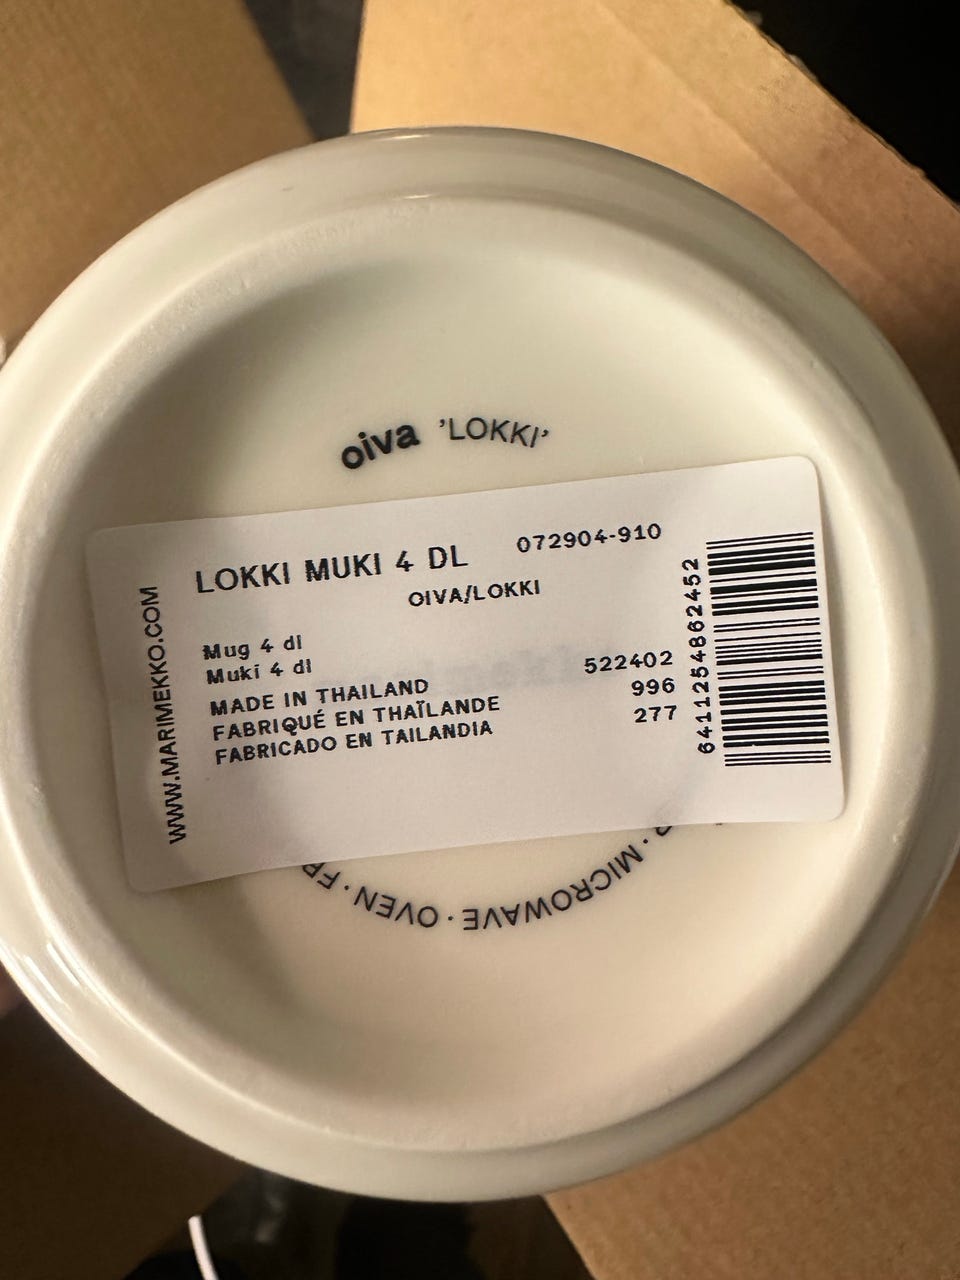 oiva 'LOKKI'
LOKKI MUKI 4 DL
072904-910
OIVA/LOKKI
Mug 4 dl
Muki 4 dl
MADE IN THAILAND
FABRIQUÉ EN THAÏLANDE
FABRICADO EN TAILANDIA
522402
996
277
WWW.MARIMEKKO.COM
6411254862452
· MICROWAVE · OVEN · FR